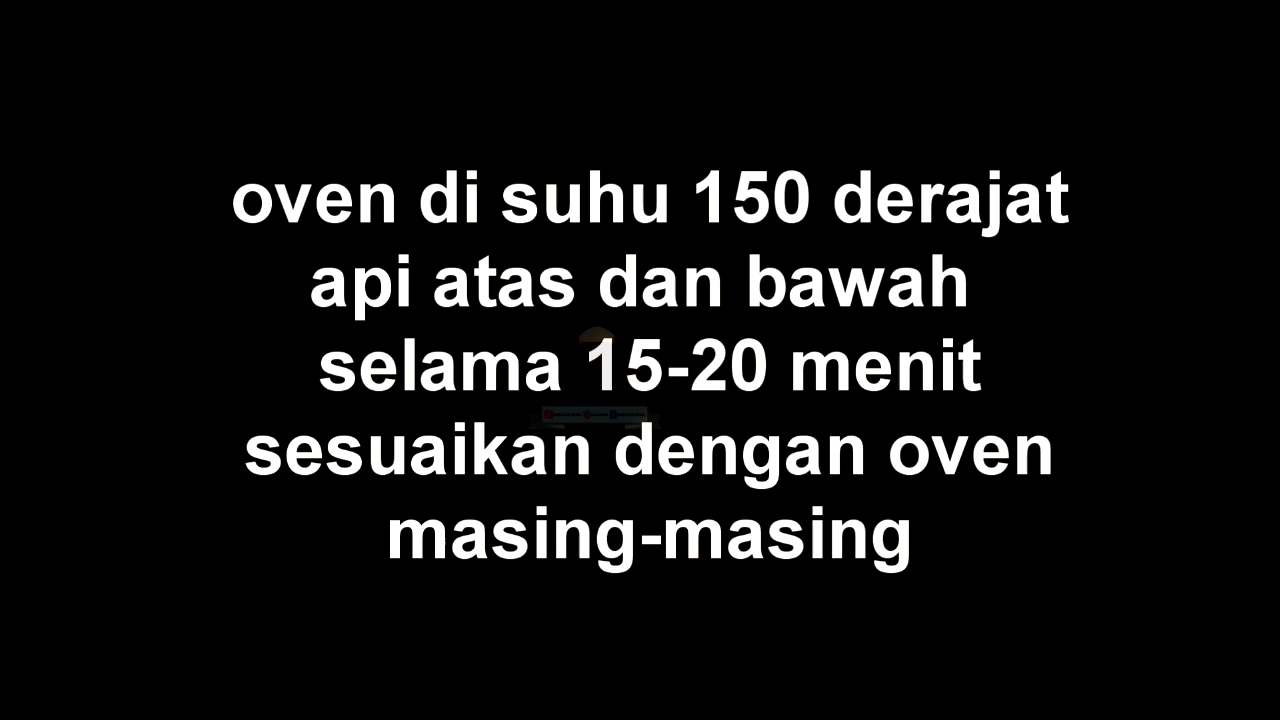 oven di suhu 150 derajat
api atas dan bawah
selama 15-20 menit
sesuaikan dengan oven
masing-masing